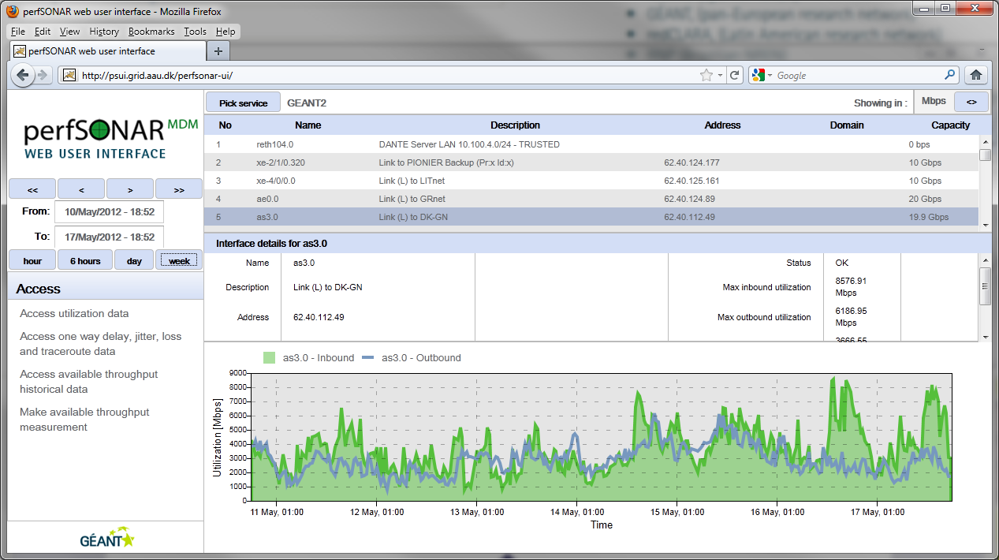 perfSONAR web user interface - Mozilla Firefox
GÉANT, (pan-European research network
redCLARA, (Latin American research network)
File Edit View History Bookmarks Tools Help
perfSONAR web user interface +
http://psui.grid.aau.dk/perfsonar-ui/ Google
perfSONAR MDM
WEB USER INTERFACE
<< < > >>
From: 10/May/2012 - 18:52
To: 17/May/2012 - 18:52
hour 6 hours day week
Access
Access utilization data
Access one way delay, jitter, loss
and traceroute data
Access available throughput
historical data
Make available throughput
measurement
GÉANT
Pick service GEANT2 Showing in : Mbps <>
No Name Description Address Domain Capacity
1 reth104.0 DANTE Server LAN 10.100.4.0/24 - TRUSTED 0 bps
2 xe-2/1/0.320 Link to PIONIER Backup (Pr:x Id:x) 62.40.124.177 10 Gbps
3 xe-4/0/0.0 Link (L) to LITnet 62.40.125.161 10 Gbps
4 ae0.0 Link (L) to GRnet 62.40.124.89 20 Gbps
5 as3.0 Link (L) to DK-GN 62.40.112.49 19.9 Gbps
Interface details for as3.0
Name as3.0 Status OK
Description Link (L) to DK-GN Max inbound utilization 8576.91
Mbps
Address 62.40.112.49 Max outbound utilization 6186.95
Mbps
3666.55
as3.0 - Inbound as3.0 - Outbound
Utilization [Mbps]
9000
8000
7000
6000
5000
4000
3000
2000
1000
0
11 May, 01:00 12 May, 01:00 13 May, 01:00 14 May, 01:00 15 May, 01:00 16 May, 01:00 17 May, 01:00
Time